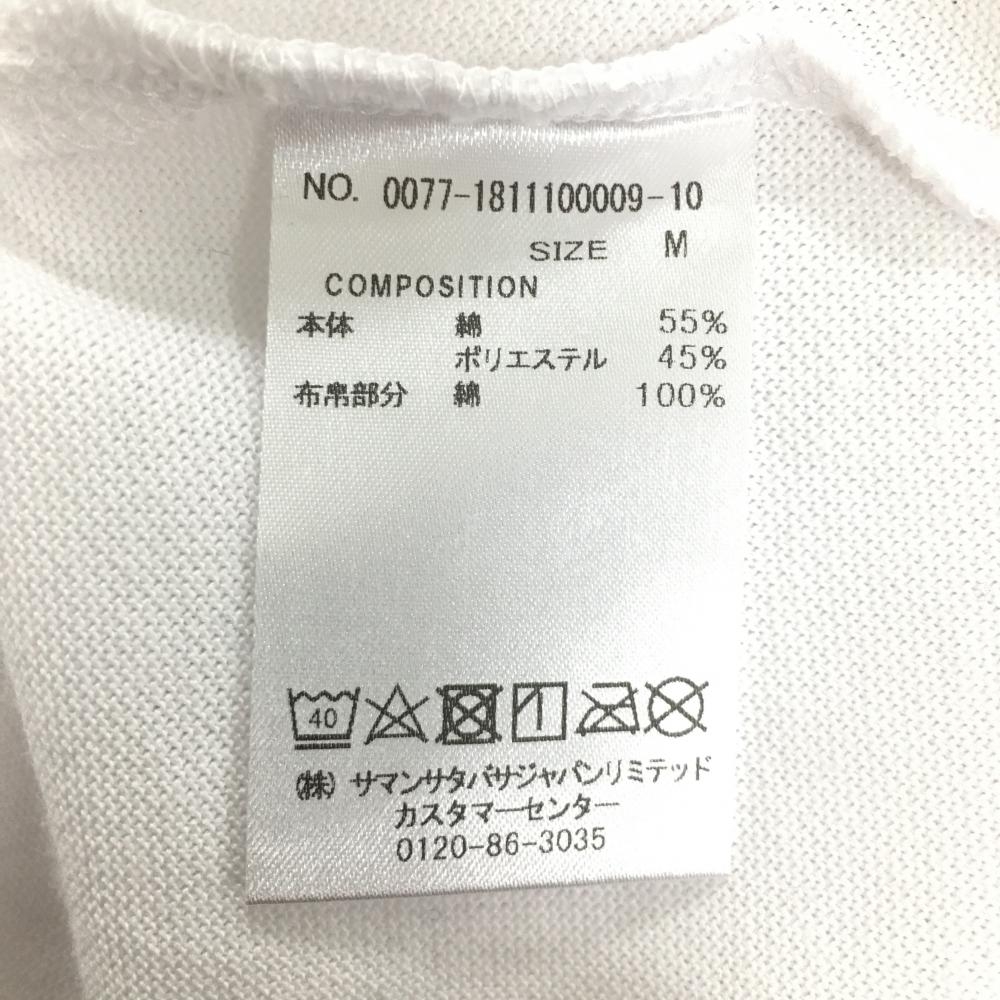 NO. 0077-1811100009-10
SIZE M
COMPOSITION
本体 綿 55%
ポリエステル 45%
布帛部分 綿 100%
40
(株) サマンサタバサジャパンリミテッド
カスタマーセンター
0120-86-3035